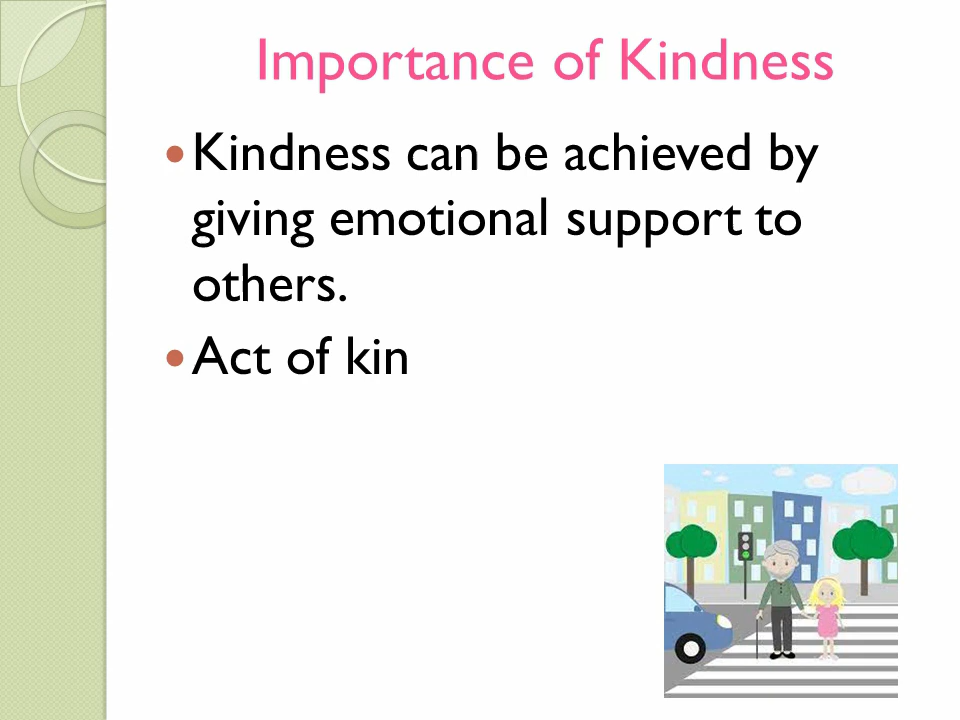 Importance of Kindness
Kindness can be achieved by
giving emotional support to
others.
Act of kin